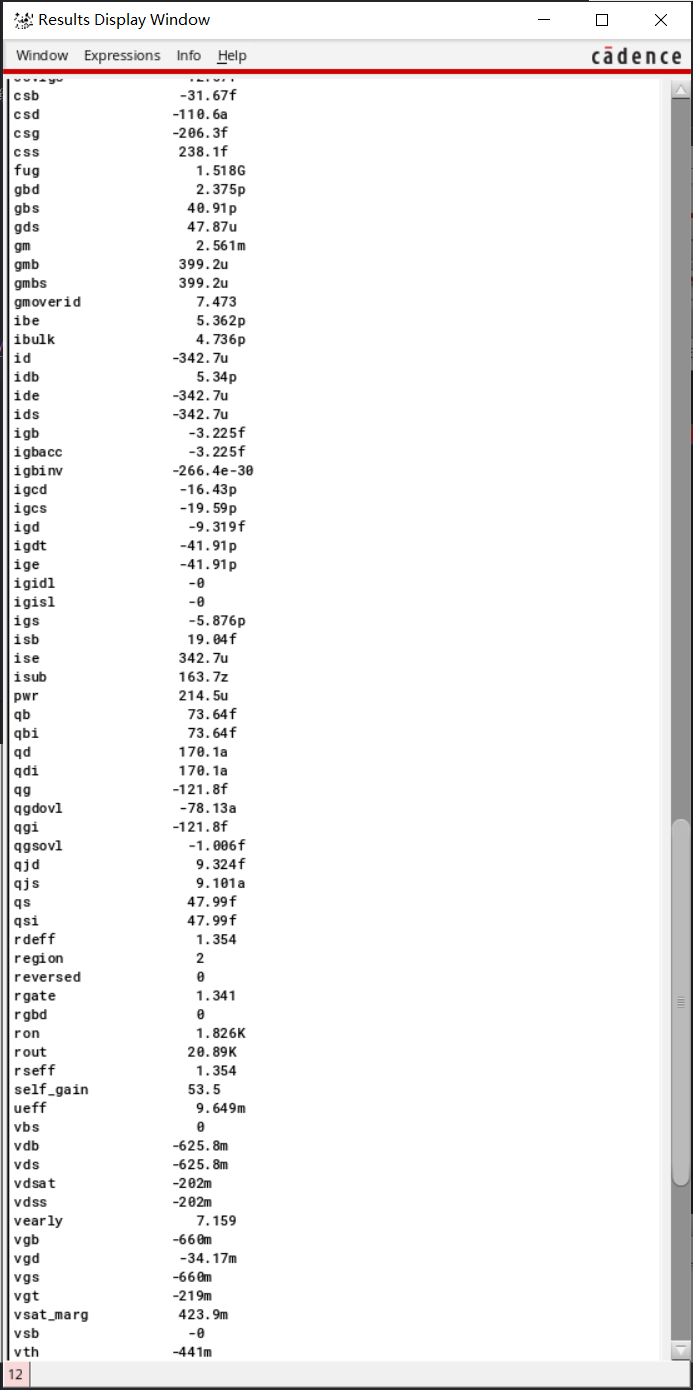 Results Display Window
Window Expressions Info Help
cādence
csb -31.67f
csd -110.6a
csg -206.3f
css 238.1f
fug 1.518G
gbd 2.375p
gbs 40.91p
gds 47.87u
gm 2.561m
gmb 399.2u
gmbs 399.2u
gmoverid 7.473
ibe 5.362p
ibulk 4.736p
id -342.7u
idb 5.34p
ide -342.7u
ids -342.7u
igb -3.225f
igbacc -3.225f
igbinv -266.4e-30
igcd -16.43p
igcs -19.59p
igd -9.319f
igdt -41.91p
ige -41.91p
igidl -0
igisl -0
igs -5.876p
isb 19.04f
ise 342.7u
isub 163.7z
pwr 214.5u
qb 73.64f
qbi 73.64f
qd 170.1a
qdi 170.1a
qg -121.8f
qgdovl -78.13a
qgi -121.8f
qgsovl -1.006f
qjd 9.324f
qjs 9.101a
qs 47.99f
qsi 47.99f
rdeff 1.354
region 2
reversed 0
rgate 1.341
rgbd 0
ron 1.826K
rout 20.89K
rseff 1.354
self_gain 53.5
ueff 9.649m
vbs 0
vdb -625.8m
vds -625.8m
vdsat -202m
vdss -202m
vearly 7.159
vgb -660m
vgd -34.17m
vgs -660m
vgt -219m
vsat_marg 423.9m
vsb -0
vth -441m
12